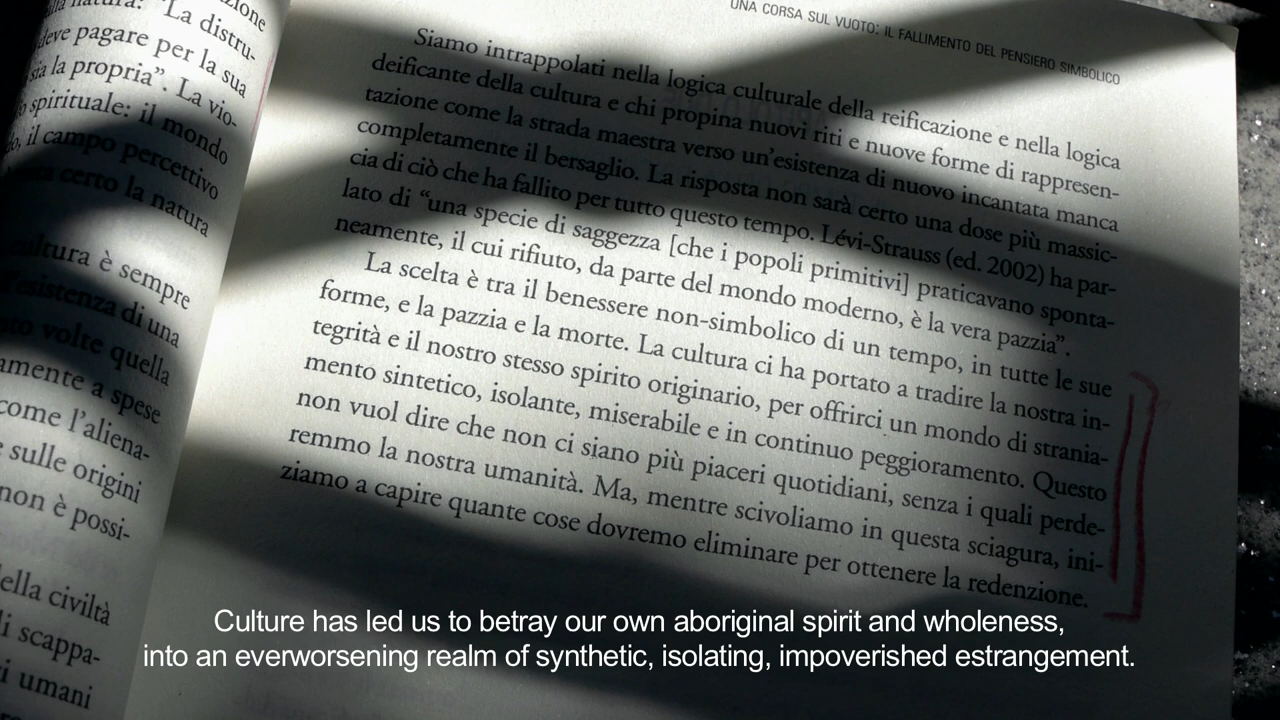 zione
alla natura: “La distru-
deve pagare per la sua
sia la propria”. La vio-
spirituale: il mondo
il campo percettivo
certo la natura
cultura è sempre
l’esistenza di una
volte quella
amente a spese
come l’aliena-
sulle origini
non è possi-
ella civiltà
di scappa-
i umani
UNA CORSA SUL VUOTO: IL FALLIMENTO DEL PENSIERO SIMBOLICO
Siamo intrappolati nella logica culturale della reificazione e nella logica
deificante della cultura e chi propina nuovi riti e nuove forme di rappresen-
tazione come la strada maestra verso un’esistenza di nuovo incantata manca
completamente il bersaglio. La risposta non sarà certo una dose più massic-
cia di ciò che ha fallito per tutto questo tempo. Lévi-Strauss (ed. 2002) ha par-
lato di “una specie di saggezza [che i popoli primitivi] praticavano sponta-
neamente, il cui rifiuto, da parte del mondo moderno, è la vera pazzia”.
La scelta è tra il benessere non-simbolico di un tempo, in tutte le sue
forme, e la pazzia e la morte. La cultura ci ha portato a tradire la nostra in-
tegrità e il nostro stesso spirito originario, per offrirci un mondo di strania-
mento sintetico, isolante, miserabile e in continuo peggioramento. Questo
non vuol dire che non ci siano più piaceri quotidiani, senza i quali perde-
remmo la nostra umanità. Ma, mentre scivoliamo in questa sciagura, ini-
ziamo a capire quante cose dovremo eliminare per ottenere la redenzione.
Culture has led us to betray our own aboriginal spirit and wholeness,
into an everworsening realm of synthetic, isolating, impoverished estrangement.